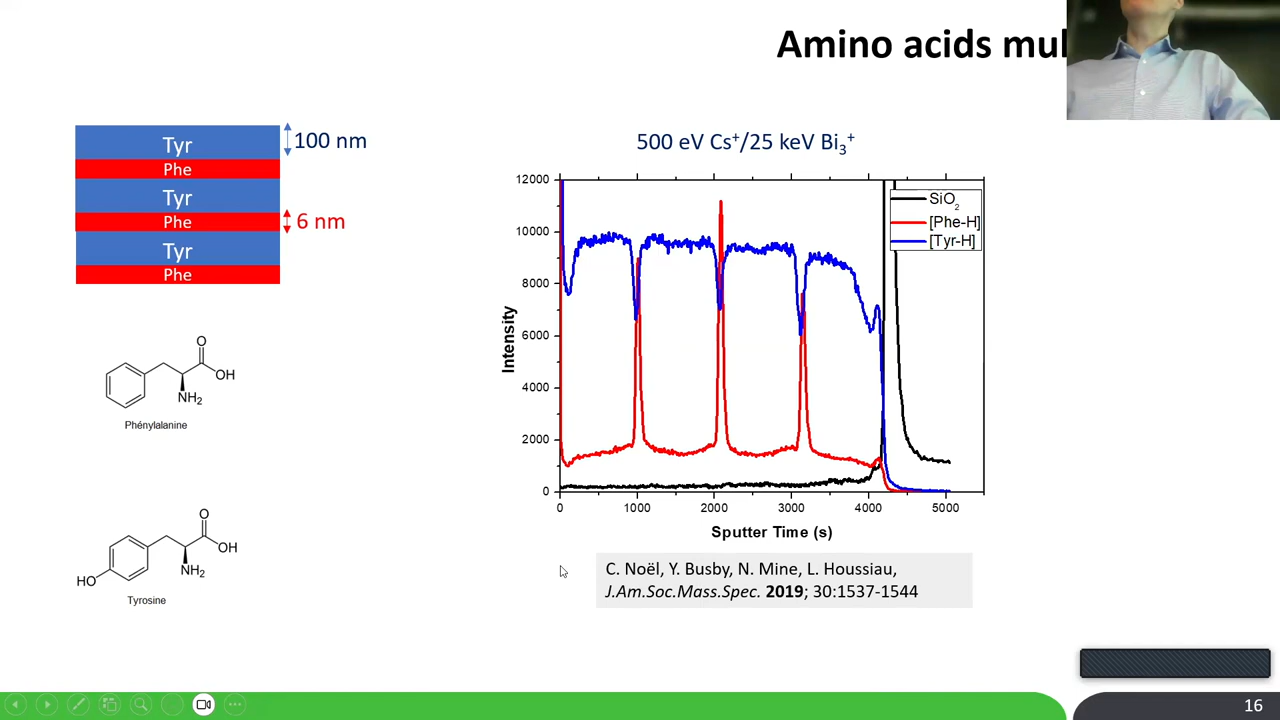 Amino acids
Tyr
100 nm
Phe
Tyr
Phe
6 nm
Tyr
Phe
O
OH
NH2
Phénylalanine
O
OH
NH2
HO
Tyrosine
500 eV Cs⁺/25 keV Bi₃⁺
12000
10000
8000
6000
4000
2000
0
Intensity
SiO₂
[Phe-H]
[Tyr-H]
0 1000 2000 3000 4000 5000
Sputter Time (s)
C. Noël, Y. Busby, N. Mine, L. Houssiau,
J.Am.Soc.Mass.Spec. 2019; 30:1537-1544
16